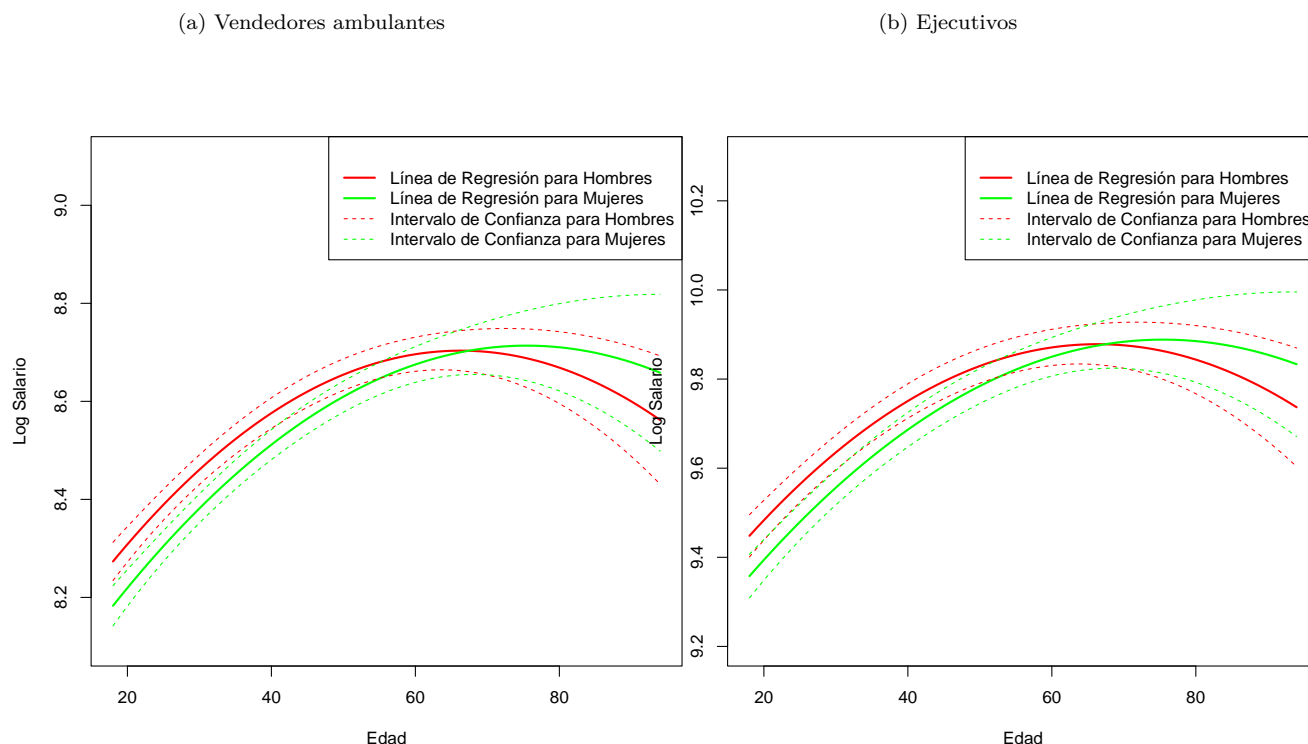 (a) Vendedores ambulantes
(b) Ejecutivos
Línea de Regresión para Hombres
Línea de Regresión para Mujeres
Intervalo de Confianza para Hombres
Intervalo de Confianza para Mujeres
Log Salario
9.0
8.8
8.6
8.4
8.2
20 40 60 80
Edad
Línea de Regresión para Hombres
Línea de Regresión para Mujeres
Intervalo de Confianza para Hombres
Intervalo de Confianza para Mujeres
Log Salario
10.2
10.0
9.8
9.6
9.4
9.2
20 40 60 80
Edad